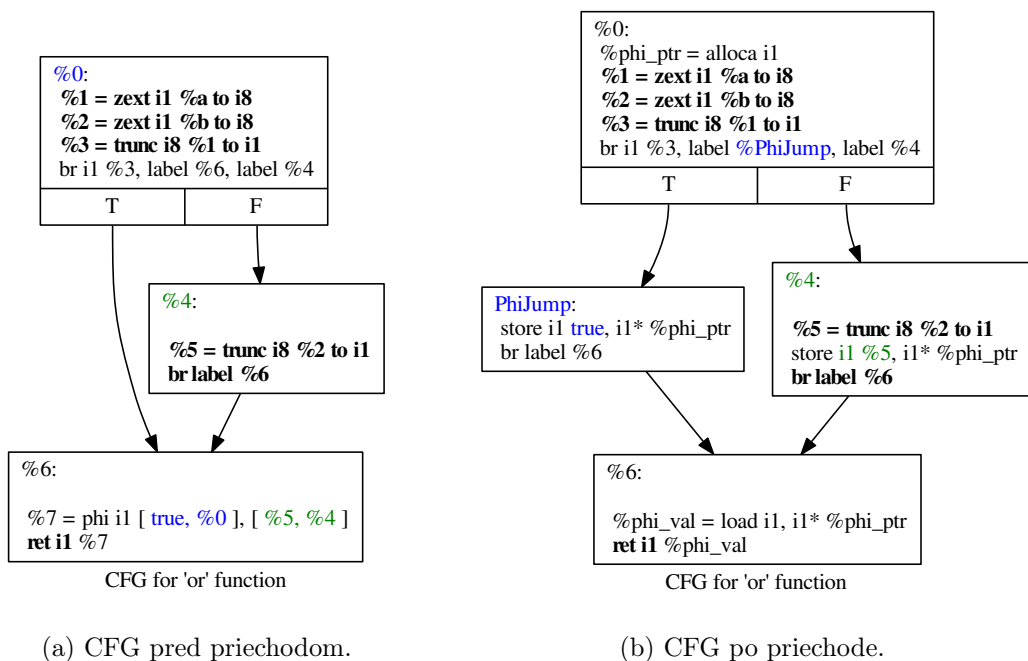 %0:
%1 = zext i1 %a to i8
%2 = zext i1 %b to i8
%3 = trunc i8 %1 to i1
br i1 %3, label %6, label %4
T
F
%4:
%5 = trunc i8 %2 to i1
br label %6
%6:
%7 = phi i1 [ true, %0 ], [ %5, %4 ]
ret i1 %7
CFG for 'or' function
(a) CFG pred priechodom.
%0:
%phi_ptr = alloca i1
%1 = zext i1 %a to i8
%2 = zext i1 %b to i8
%3 = trunc i8 %1 to i1
br i1 %3, label %PhiJump, label %4
T
F
PhiJump:
store i1 true, i1* %phi_ptr
br label %6
%4:
%5 = trunc i8 %2 to i1
store i1 %5, i1* %phi_ptr
br label %6
%6:
%phi_val = load i1, i1* %phi_ptr
ret i1 %phi_val
CFG for 'or' function
(b) CFG po priechode.